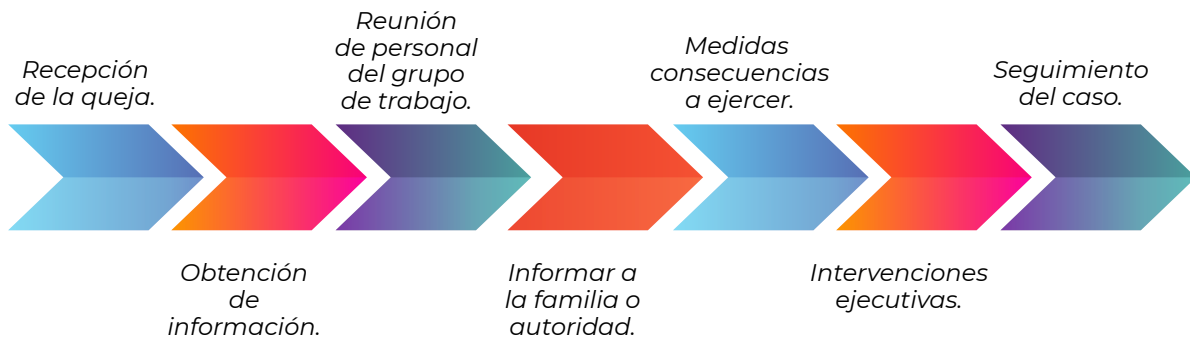 Recepción
de la queja.
Obtención
de
información.
Reunión
de personal
del grupo
de trabajo.
Informar a
la familia o
autoridad.
Medidas
consecuencias
a ejercer.
Intervenciones
ejecutivas.
Seguimiento
del caso.